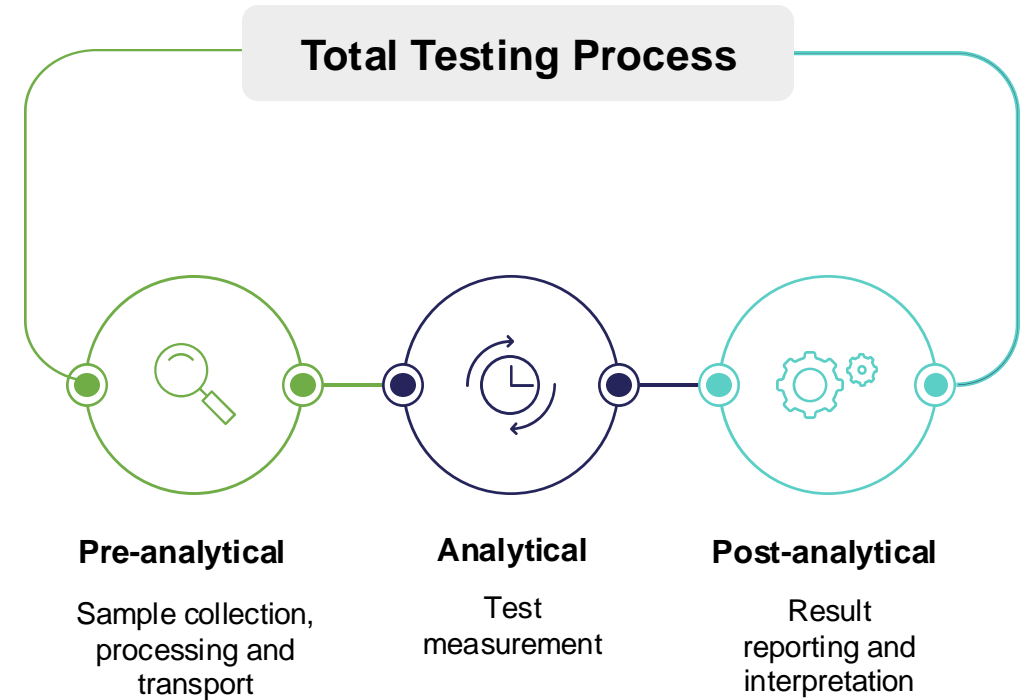 Total Testing Process
Pre-analytical
Sample collection,
processing and
transport
Analytical
Test
measurement
Post-analytical
Result
reporting and
interpretation